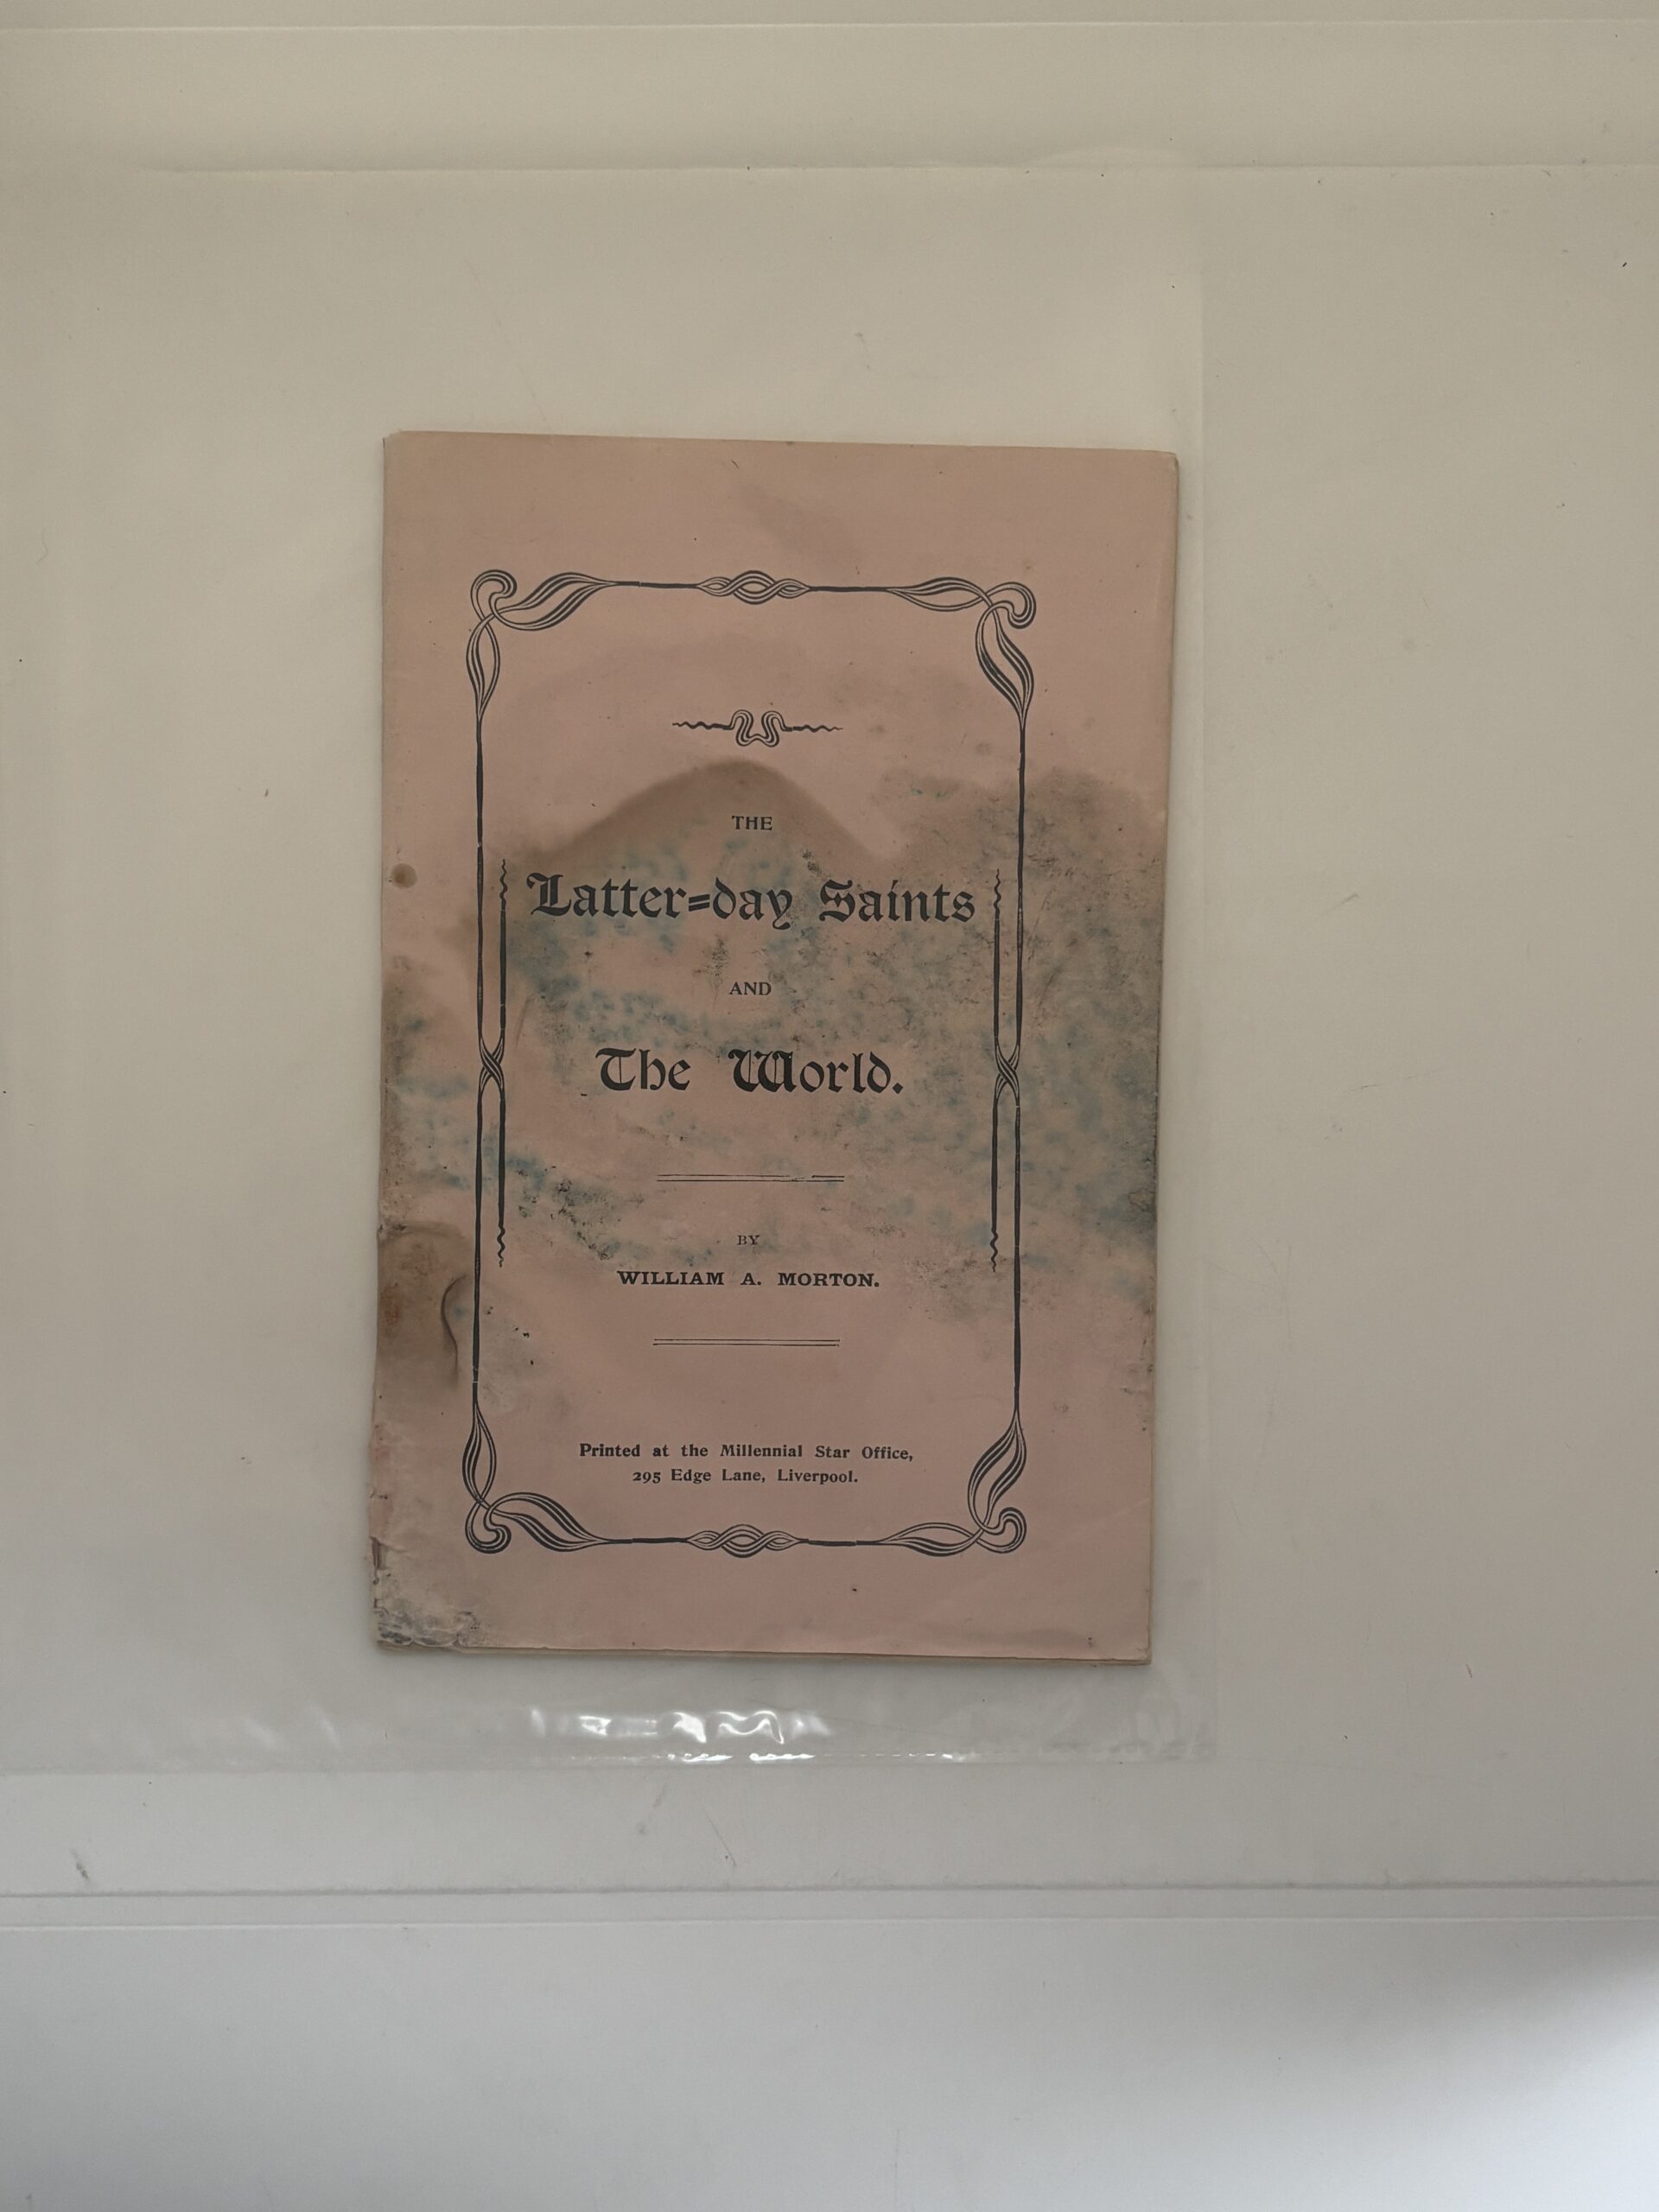 THE
Latter=day Saints
AND
The World.
BY
WILLIAM A. MORTON.
Printed at the Millennial Star Office,
295 Edge Lane, Liverpool.